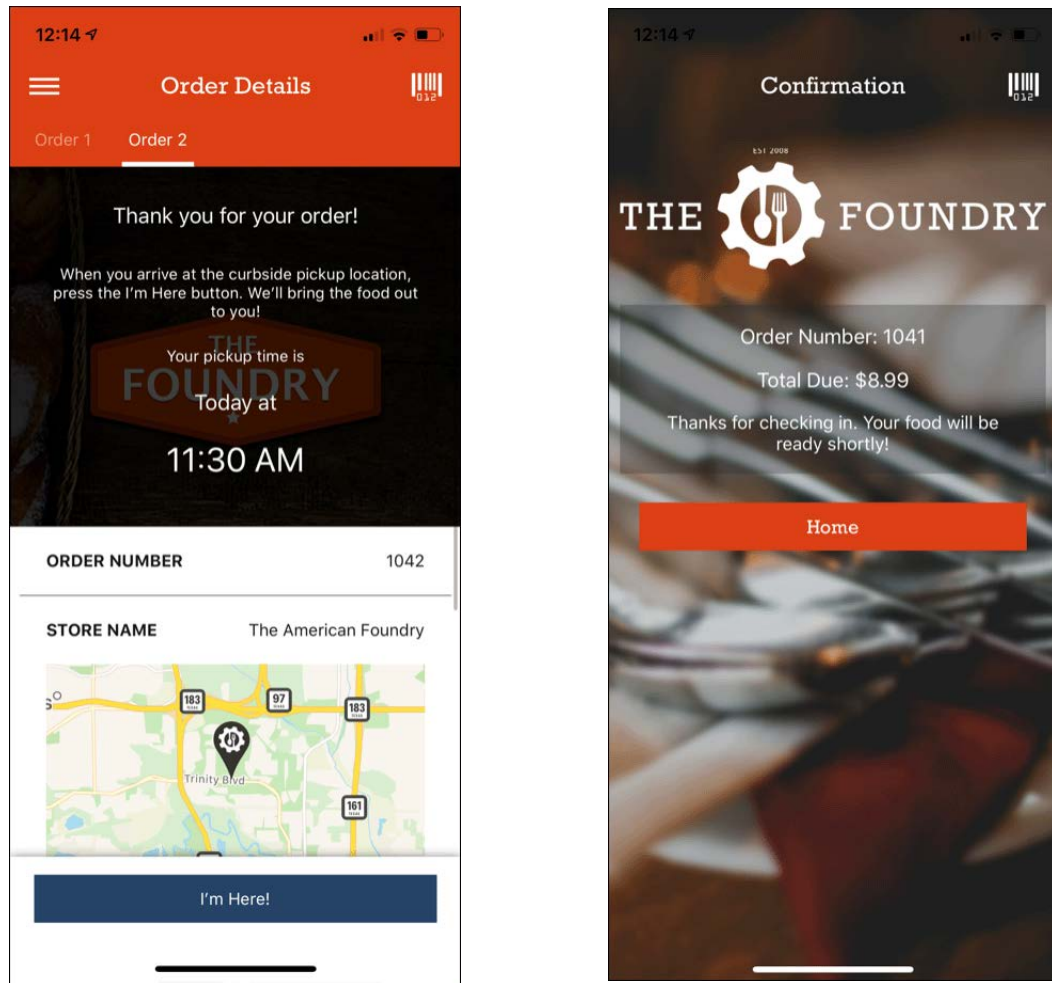 12:14
Order Details
012
Order 1 Order 2
Thank you for your order!
When you arrive at the curbside pickup location,
press the I'm Here button. We'll bring the food out
to you!
THE
FOUNDRY
Your pickup time is
Today at
11:30 AM
ORDER NUMBER 1042
STORE NAME The American Foundry
183
97
183
Trinity Blvd
161
I'm Here!
12:14
Confirmation
012
EST 2008
THE FOUNDRY
Order Number: 1041
Total Due: $8.99
Thanks for checking in. Your food will be
ready shortly!
Home